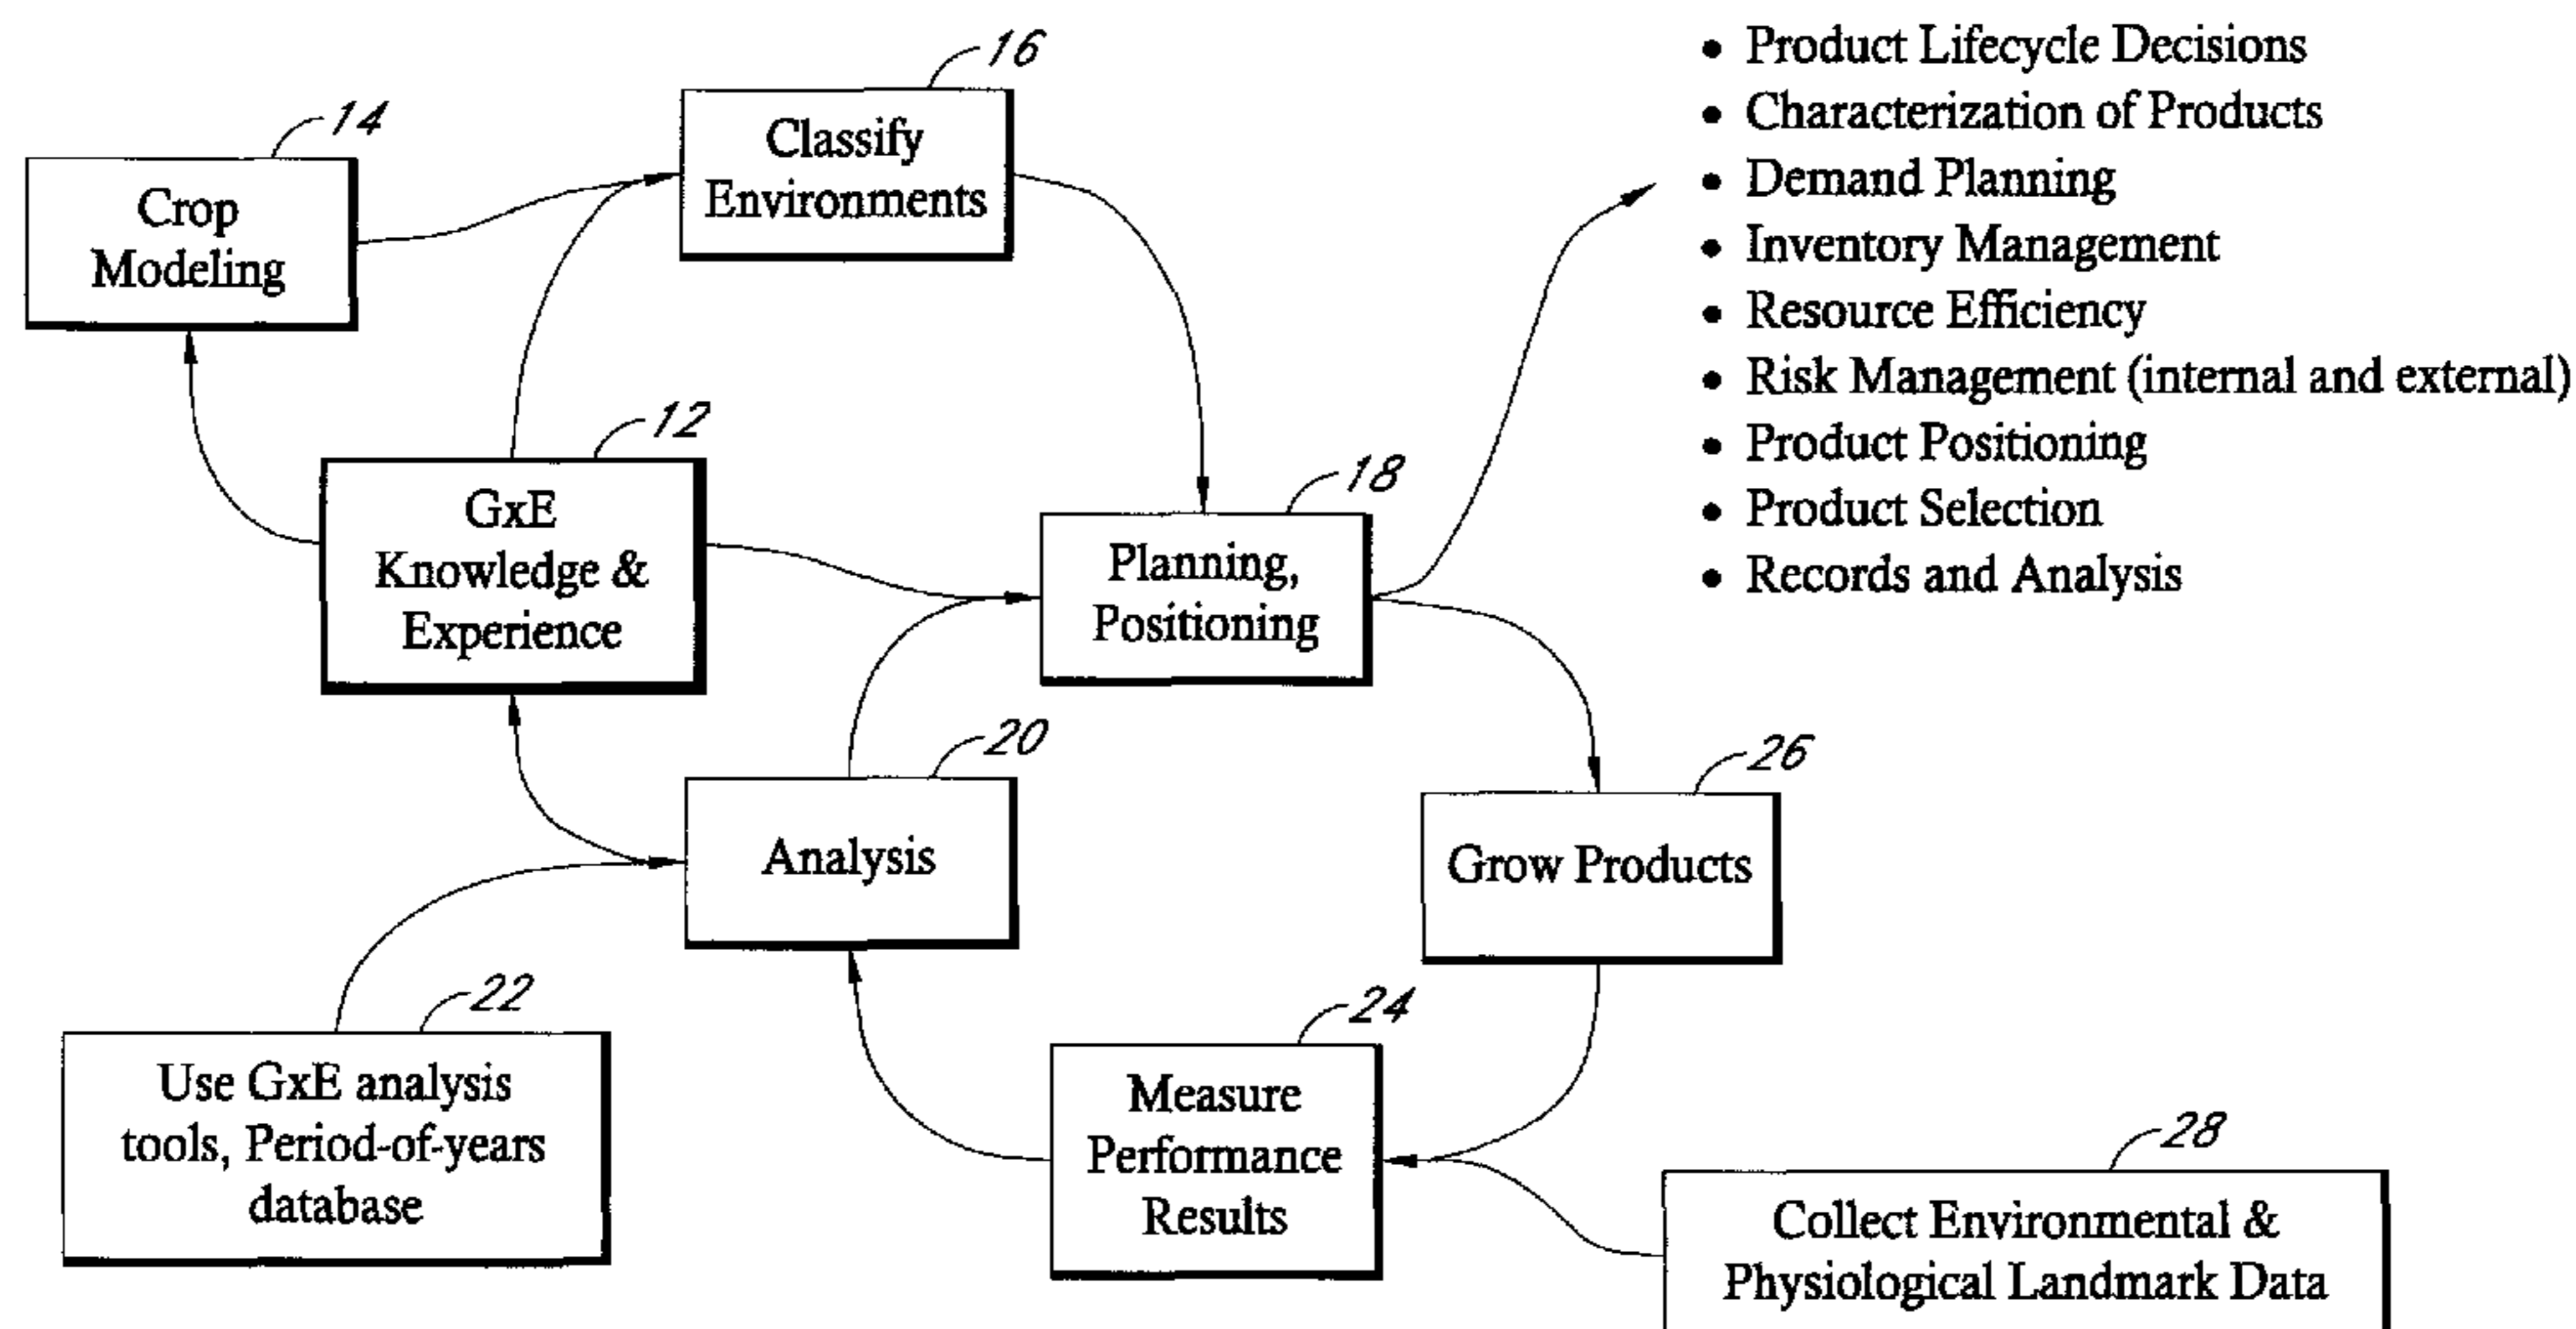 16
14
Classify
Environments
Crop
Modeling
• Product Lifecycle Decisions
• Characterization of Products
• Demand Planning
• Inventory Management
• Resource Efficiency
• Risk Management (internal and external)
• Product Positioning
• Product Selection
• Records and Analysis
12
GxE
Knowledge &
Experience
18
Planning,
Positioning
20
Analysis
26
Grow Products
22
Use GxE analysis
tools, Period-of-years
database
24
Measure
Performance
Results
28
Collect Environmental &
Physiological Landmark Data